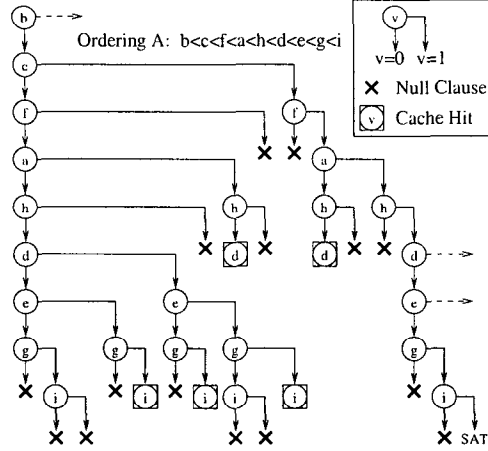 b
v
Ordering A: b<c<f<a<h<d<e<g<i
v=0 v=1
c
Null Clause
f f
v Cache Hit
a a
h h h h
d d d d
e e e
g g g g g
i i i i i i
SAT